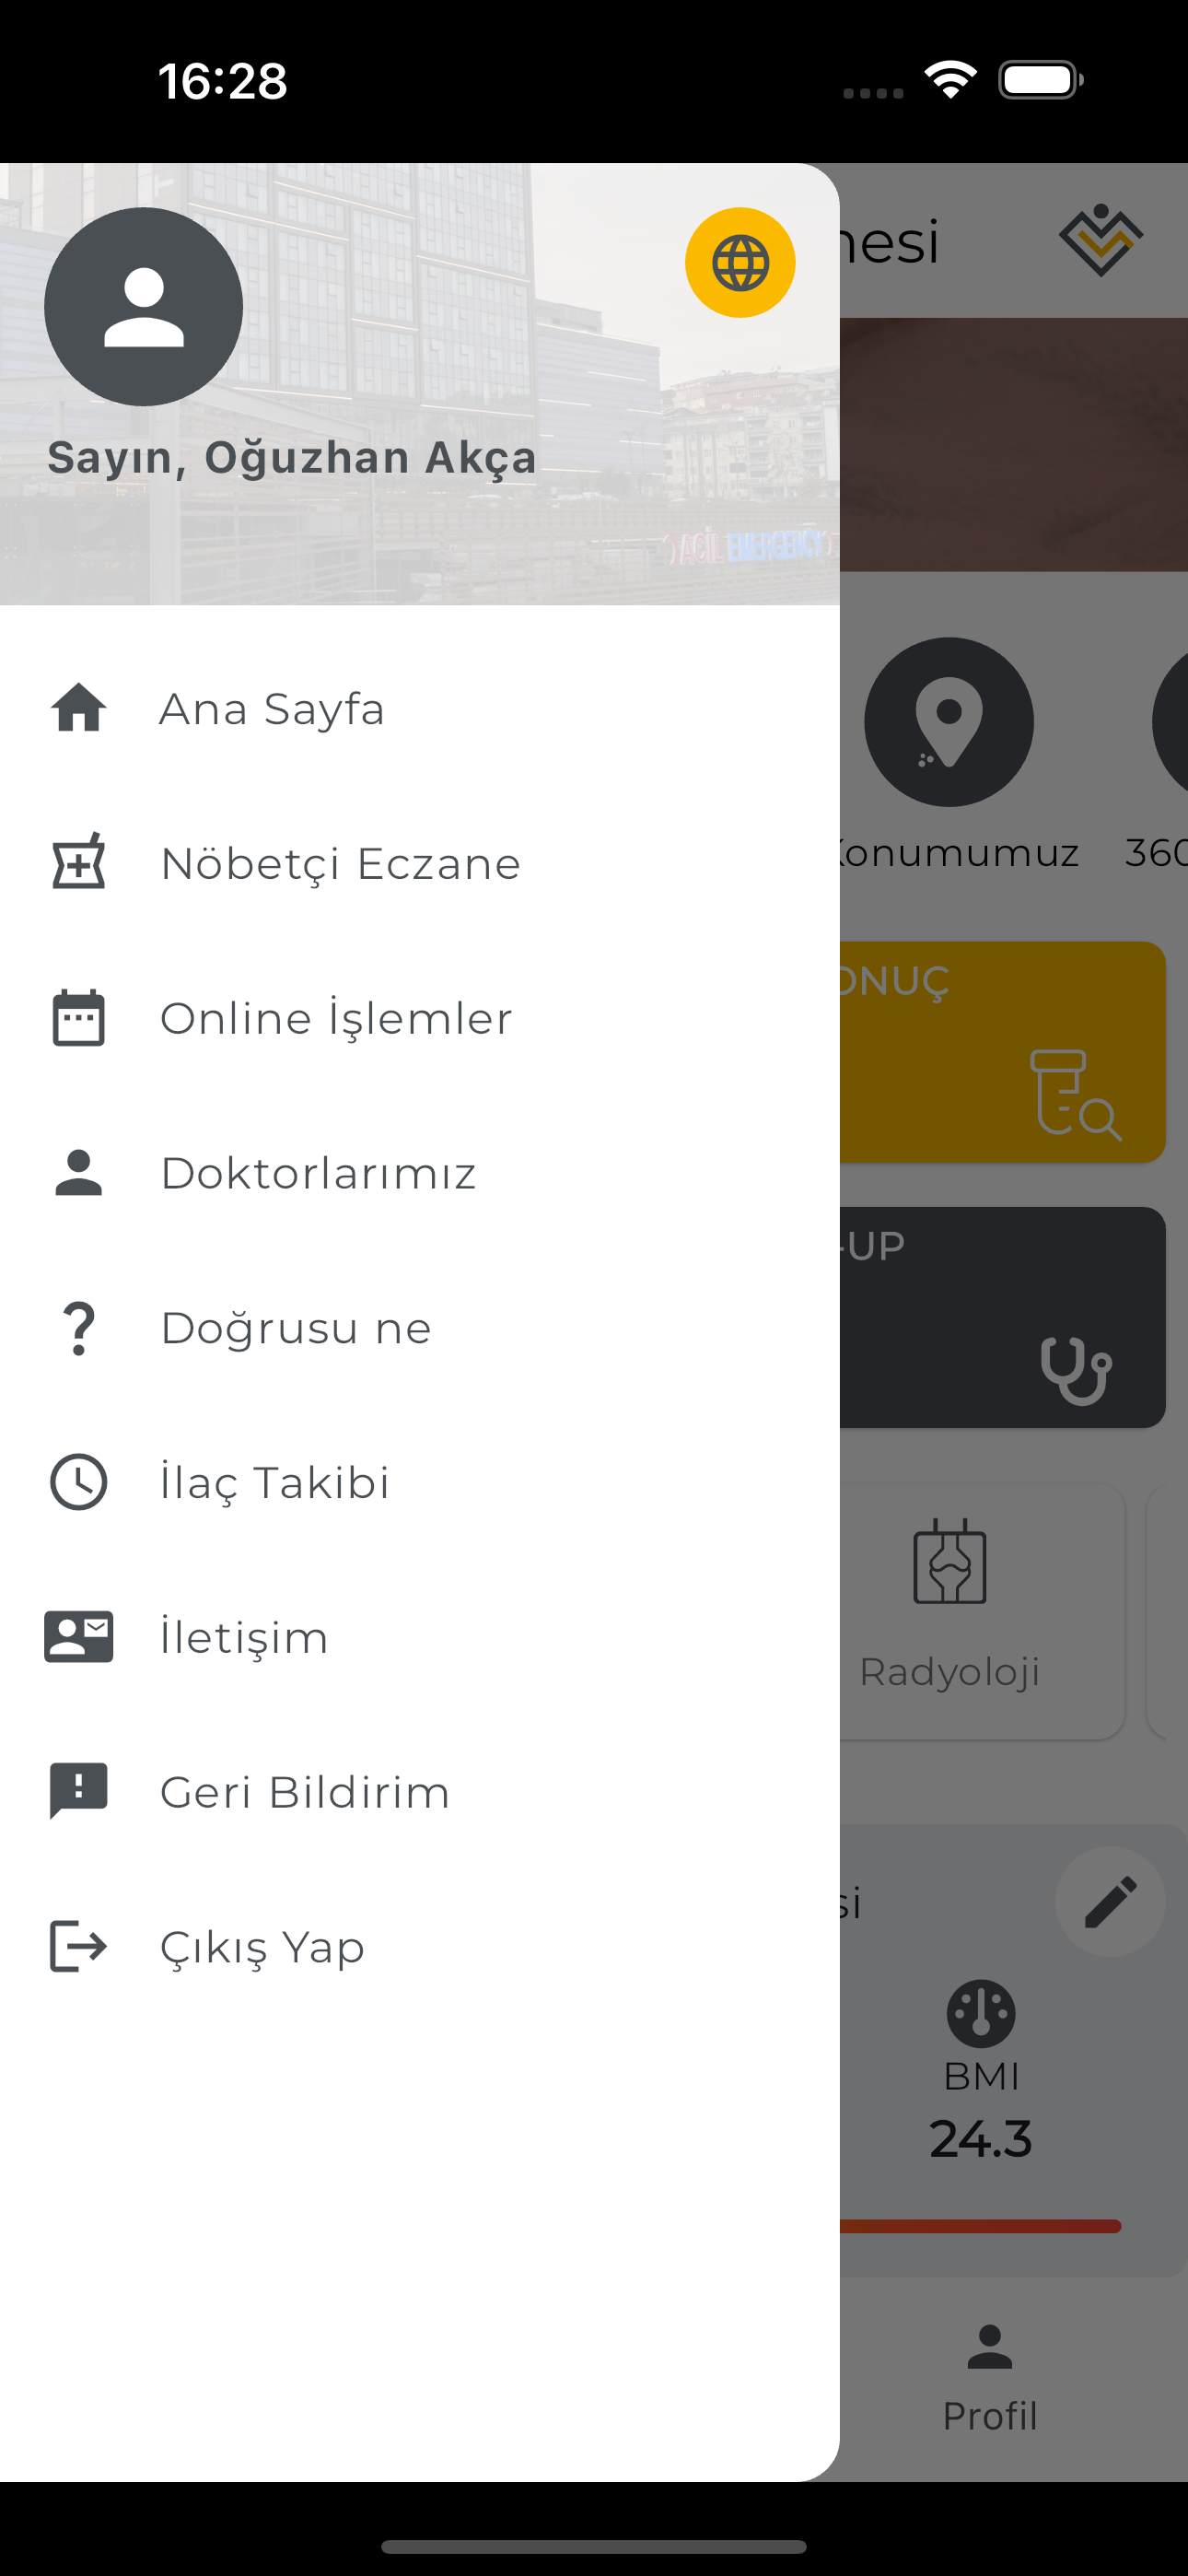 16:28
nesi
Sayın, Oğuzhan Akça
ACİL EMERGENCY
Ana Sayfa
Konumumuz
360
Nöbetçi Eczane
ONUÇ
Online İşlemler
Doktorlarımız
-UP
Doğrusu ne
İlaç Takibi
İletişim
Radyoloji
Geri Bildirim
si
Çıkış Yap
BMI
24.3
Profil